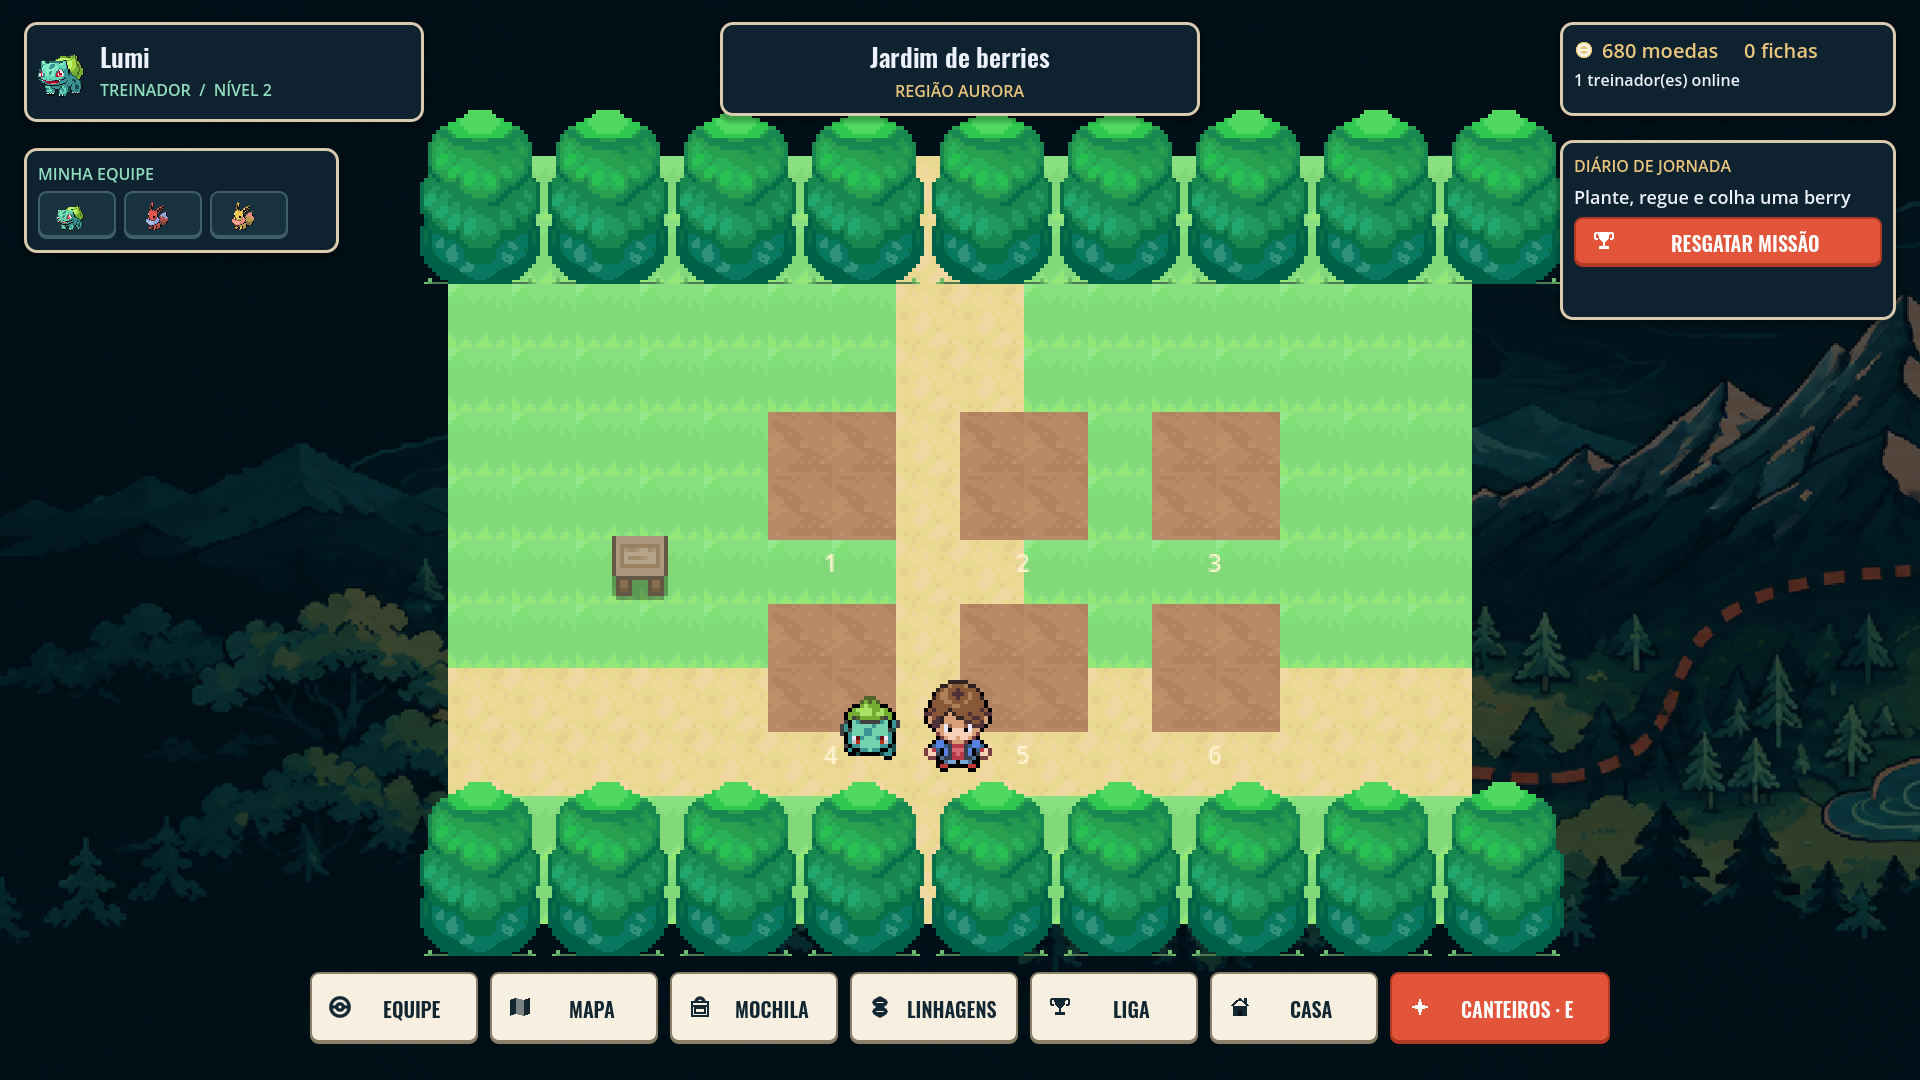 Lumi
TREINADOR / NÍVEL 2
Jardim de berries
REGIÃO AURORA
680 moedas 0 fichas
1 treinador(es) online
MINHA EQUIPE
DIÁRIO DE JORNADA
Plante, regue e colha uma berry
RESGATAR MISSÃO
1 2 3
4 5 6
EQUIPE MAPA MOCHILA LINHAGENS LIGA CASA CANTEIROS · E